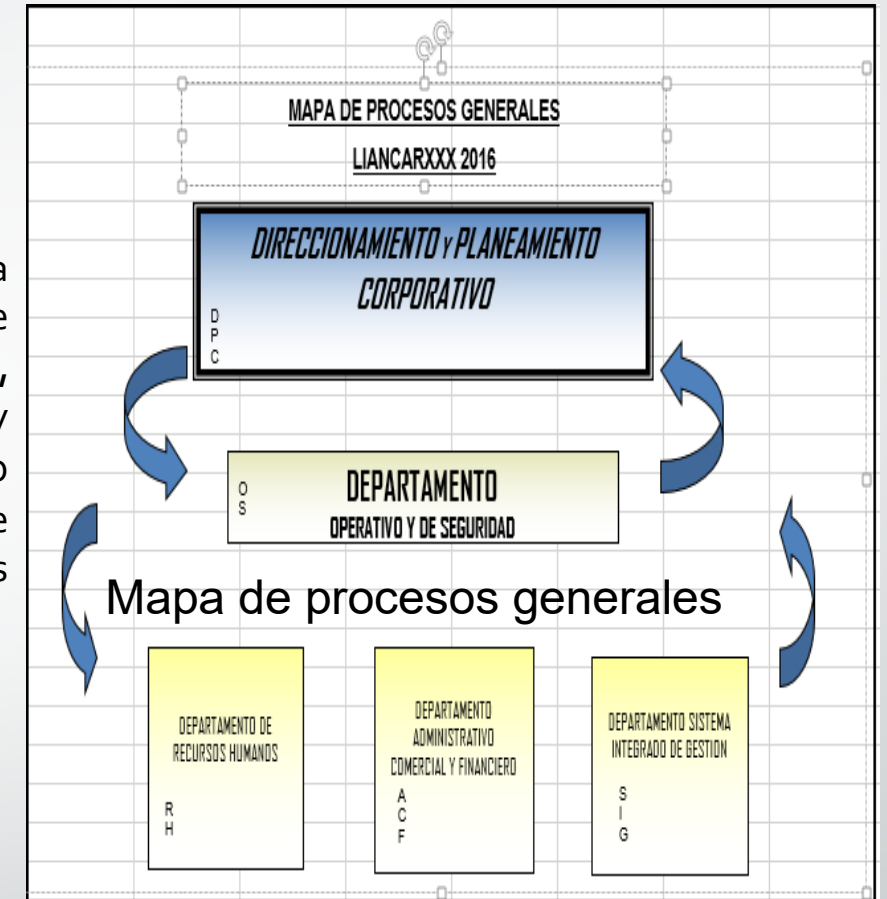 MAPA DE PROCESOS GENERALES
LIANCARXXX 2016
DIRECCIONAMIENTO Y PLANEAMIENTO
CORPORATIVO
D
P
C
O
S
DEPARTAMENTO
OPERATIVO Y DE SEGURIDAD
Mapa de procesos generales
DEPARTAMENTO DE
RECURSOS HUMANOS
R
H
DEPARTAMENTO
ADMINISTRATIVO
COMERCIAL Y FINANCIERO
A
C
F
DEPARTAMENTO SISTEMA
INTEGRADO DE GESTION
S
I
G